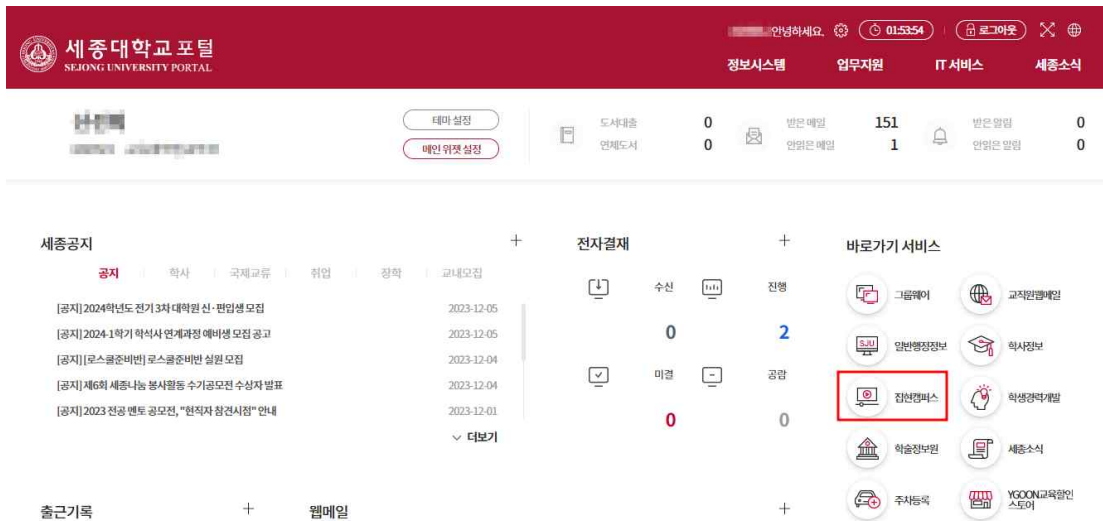 안녕하세요.
01:53:54
로그아웃
세종대학교포털
SEJONG UNIVERSITY PORTAL
정보시스템 업무지원 IT 서비스 세종소식
테마 설정
메인 위젯 설정
도서대출 0
연체도서 0
받은 메일 151
안읽은 메일 1
받은 알림 0
안읽은 알림 0
세종공지 +
공지 학사 국제교류 취업 장학 교내모집
[공지] 2024학년도 전기 3차 대학원 신·편입생 모집 2023-12-05
[공지] 2024-1학기 학석사 연계과정 예비생 모집 공고 2023-12-05
[공지] [로스쿨준비반] 로스쿨준비반 실원 모집 2023-12-04
[공지] 제6회 세종나눔 봉사활동 수기공모전 수상자 발표 2023-12-04
[공지] 2023 전공 멘토 공모전, "현직자 참견시점" 안내 2023-12-01
더보기
전자결재 +
수신 0
진행 2
미결 0
공람 0
바로가기 서비스
그룹웨어 교직원웹메일
SJU 일반행정정보 학사정보
집현캠퍼스 학생경력개발
학술정보원 세종소식
주차등록 YGOON교육할인
스토어
출근기록 + 웹메일 +